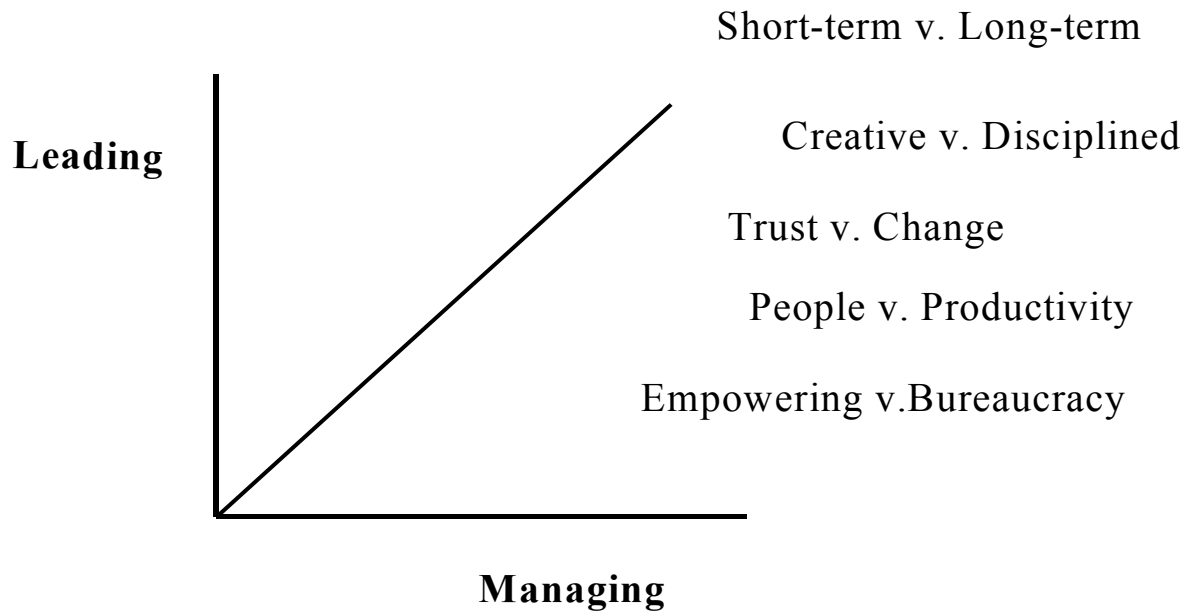 Short-term v. Long-term
Creative v. Disciplined
Leading
Trust v. Change
People v. Productivity
Empowering v.Bureaucracy
Managing